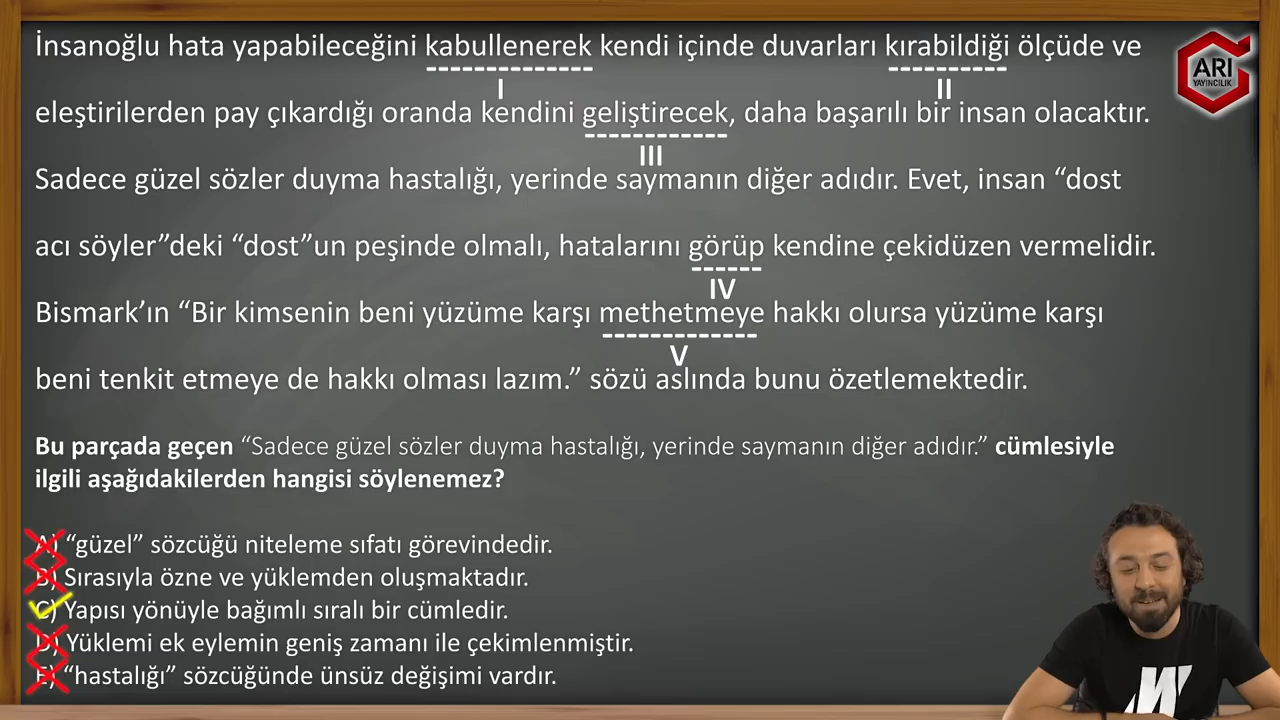 İnsanoğlu hata yapabileceğini kabullenerek kendi içinde duvarları kırabildiği ölçüde ve
I
II
eleştirilerden pay çıkardığı oranda kendini geliştirecek, daha başarılı bir insan olacaktır.
III
Sadece güzel sözler duyma hastalığı, yerinde saymanın diğer adıdır. Evet, insan “dost
acı söyler”deki “dost”un peşinde olmalı, hatalarını görüp kendine çekidüzen vermelidir.
IV
Bismark’ın “Bir kimsenin beni yüzüme karşı methetmeye hakkı olursa yüzüme karşı
V
beni tenkit etmeye de hakkı olması lazım.” sözü aslında bunu özetlemektedir.
Bu parçada geçen “Sadece güzel sözler duyma hastalığı, yerinde saymanın diğer adıdır.” cümlesiyle
ilgili aşağıdakilerden hangisi söylenemez?
A) “güzel” sözcüğü niteleme sıfatı görevindedir.
B) Sırasıyla özne ve yüklemden oluşmaktadır.
C) Yapısı yönüyle bağımlı sıralı bir cümledir.
D) Yüklemi ek eylemin geniş zamanı ile çekimlenmiştir.
E) “hastalığı” sözcüğünde ünsüz değişimi vardır.
ARI
YAYINCILIK